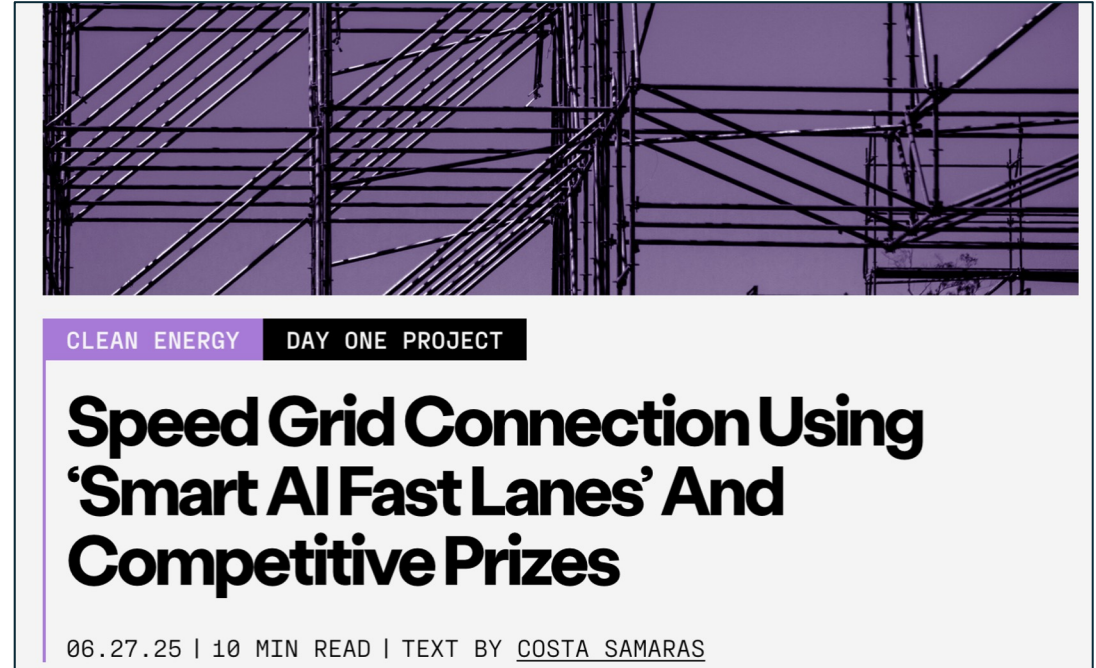 CLEAN ENERGY DAY ONE PROJECT
Speed Grid Connection Using
‘Smart AI Fast Lanes’ And
Competitive Prizes
06.27.25 | 10 MIN READ | TEXT BY COSTA SAMARAS